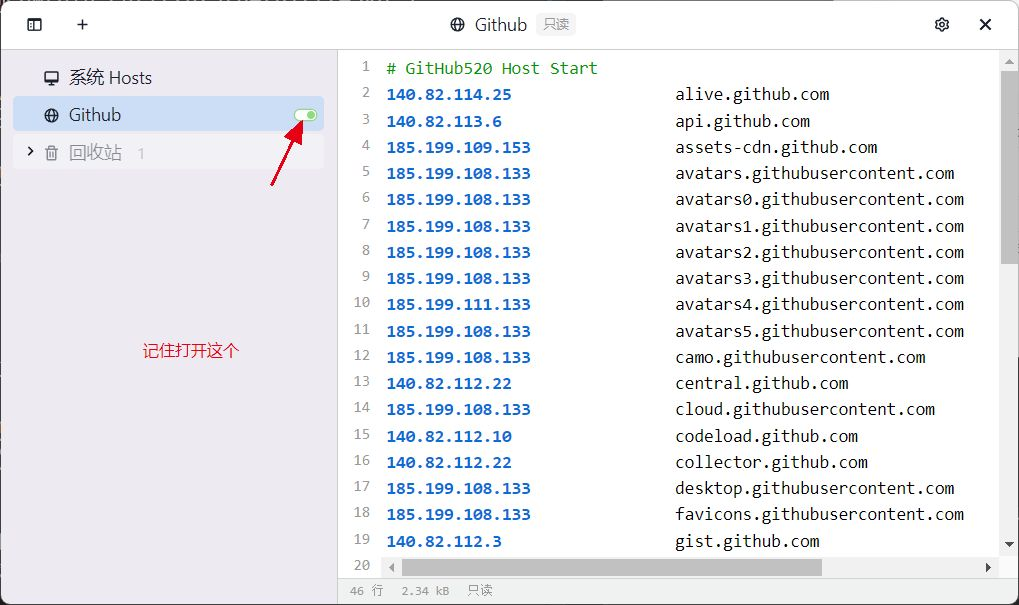 Github 只读
系统 Hosts
Github
回收站 1
记住打开这个
1 # GitHub520 Host Start
2 140.82.114.25 alive.github.com
3 140.82.113.6 api.github.com
4 185.199.109.153 assets-cdn.github.com
5 185.199.108.133 avatars.githubusercontent.com
6 185.199.108.133 avatars0.githubusercontent.com
7 185.199.108.133 avatars1.githubusercontent.com
8 185.199.108.133 avatars2.githubusercontent.com
9 185.199.108.133 avatars3.githubusercontent.com
10 185.199.111.133 avatars4.githubusercontent.com
11 185.199.108.133 avatars5.githubusercontent.com
12 185.199.108.133 camo.githubusercontent.com
13 140.82.112.22 central.github.com
14 185.199.108.133 cloud.githubusercontent.com
15 140.82.112.10 codeload.github.com
16 140.82.112.22 collector.github.com
17 185.199.108.133 desktop.githubusercontent.com
18 185.199.108.133 favicons.githubusercontent.com
19 140.82.112.3 gist.github.com
20
46 行 2.34 kB 只读